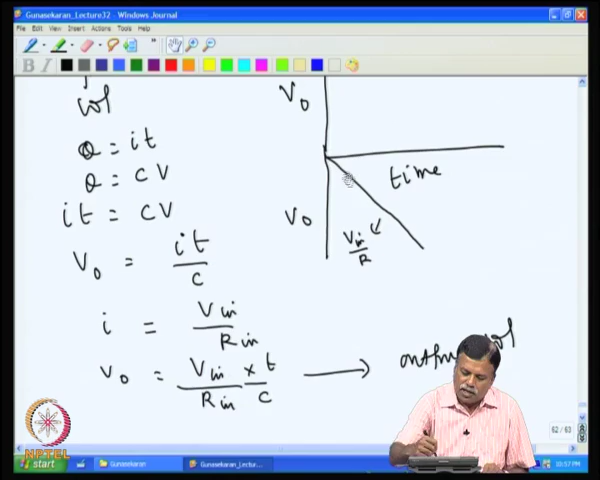 Gunasekaran_Lecture32 - Windows Journal
File Edit View Insert Actions Tools Help
B I
Vol
Q = it
Q = CV
it = CV
V₀ = it/C
i = Vin/Rin
V₀ = Vin/Rin × t/C →
V₀
time
V₀
Vin/R
62 / 63
NPTEL
start
Gunasekaran
Gunasekaran_Lectur...
10:57 PM